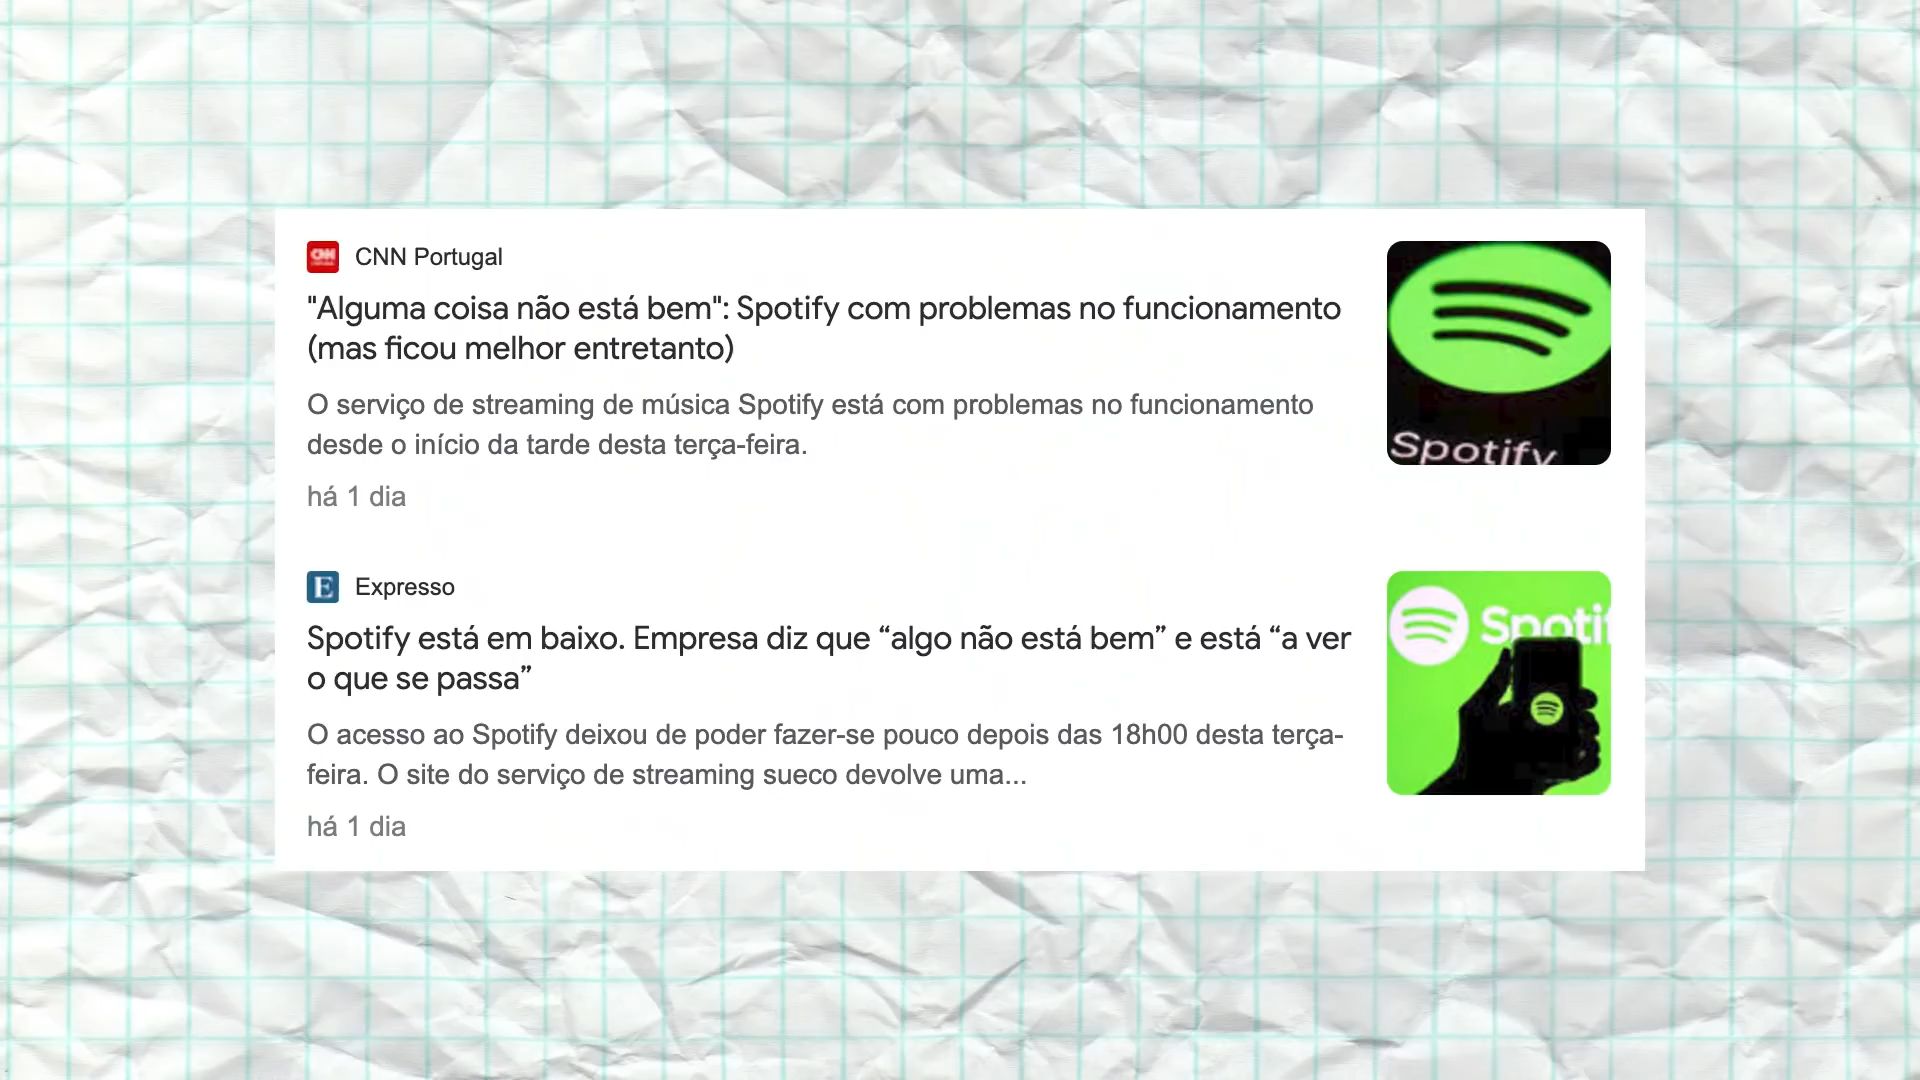 CNN Portugal
"Alguma coisa não está bem": Spotify com problemas no funcionamento
(mas ficou melhor entretanto)
O serviço de streaming de música Spotify está com problemas no funcionamento
desde o início da tarde desta terça-feira.
há 1 dia
Spotify
E Expresso
Spotify está em baixo. Empresa diz que “algo não está bem” e está “a ver
o que se passa”
O acesso ao Spotify deixou de poder fazer-se pouco depois das 18h00 desta terça-
feira. O site do serviço de streaming sueco devolve uma...
há 1 dia
Spotif